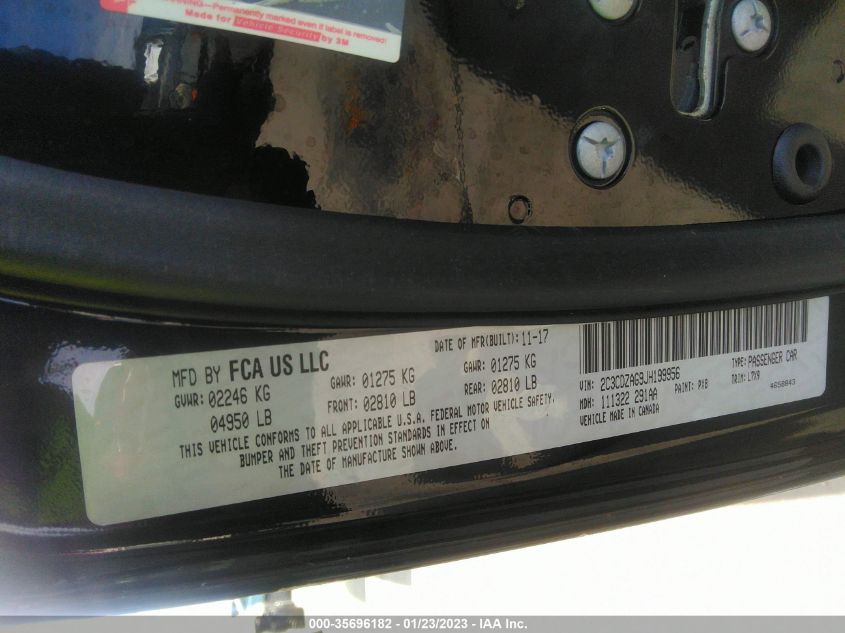 WARNING-Permanently marked even if label is removed!
Made for Vehicle Security by 3M
MFD BY FCA US LLC
DATE OF MFR(BUILT): 11-17
GVWR: 02246 KG
04950 LB
GAWR: 01275 KG
FRONT: 02810 LB
GAWR: 01275 KG
REAR: 02810 LB
THIS VEHICLE CONFORMS TO ALL APPLICABLE U.S.A. FEDERAL MOTOR VEHICLE SAFETY,
BUMPER AND THEFT PREVENTION STANDARDS IN EFFECT ON
THE DATE OF MANUFACTURE SHOWN ABOVE.
VIN: 2C3CDZAG9JH199956
TYPE: PASSENGER CAR
MDH: 111322 291AA
PAINT: PXB
TRIM: L7X9
VEHICLE MADE IN CANADA
4658843
000-35696182 - 01/23/2023 - IAA Inc.